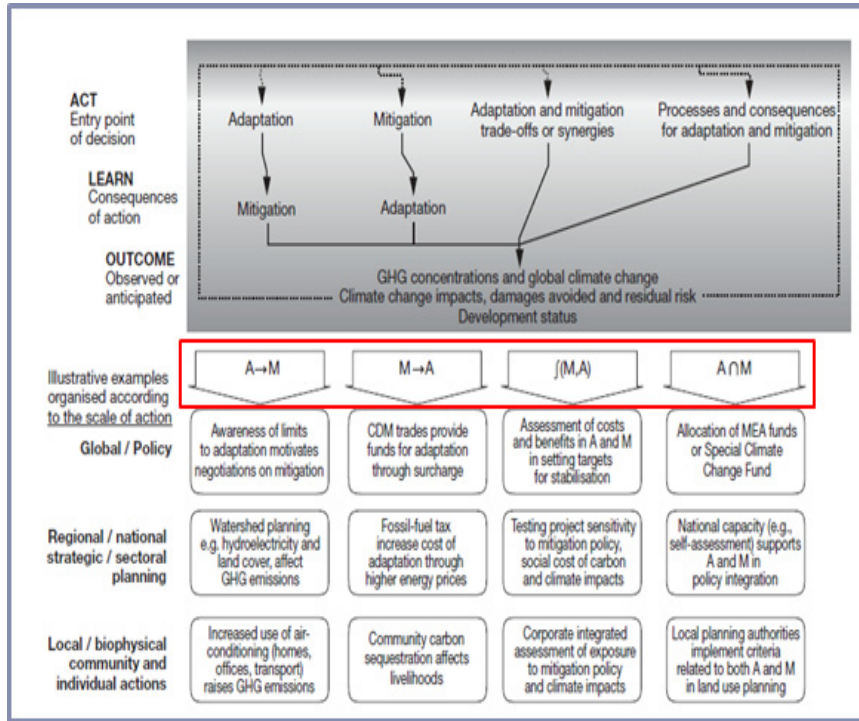 ACT
Entry point
of decision
Adaptation
Mitigation
Adaptation and mitigation
trade-offs or synergies
Processes and consequences
for adaptation and mitigation
LEARN
Consequences
of action
Mitigation
Adaptation
OUTCOME
Observed or
anticipated
GHG concentrations and global climate change
Climate change impacts, damages avoided and residual risk
Development status
Illustrative examples
organised according
to the scale of action
A→M
M→A
∫(M,A)
A∩M
Global / Policy
Awareness of limits
to adaptation motivates
negotiations on mitigation
CDM trades provide
funds for adaptation
through surcharge
Assessment of costs
and benefits in A and M
in setting targets
for stabilisation
Allocation of MEA funds
or Special Climate
Change Fund
Regional / national
strategic / sectoral
planning
Watershed planning
e.g. hydroelectricity and
land cover, affect
GHG emissions
Fossil-fuel tax
increase cost of
adaptation through
higher energy prices
Testing project sensitivity
to mitigation policy,
social cost of carbon
and climate impacts
National capacity (e.g.,
self-assessment) supports
A and M in
policy integration
Local / biophysical
community and
individual actions
Increased use of air-
conditioning (homes,
offices, transport)
raises GHG emissions
Community carbon
sequestration affects
livelihoods
Corporate integrated
assessment of exposure
to mitigation policy
and climate impacts
Local planning authorities
implement criteria
related to both A and M
in land use planning